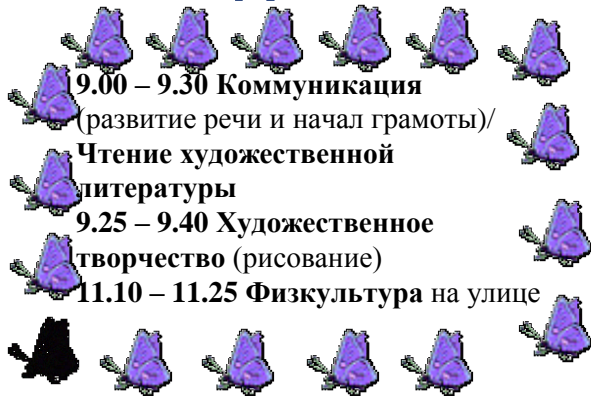 9.00 – 9.30 Коммуникация
(развитие речи и начал грамоты)/
Чтение художественной
литературы
9.25 – 9.40 Художественное
творчество (рисование)
11.10 – 11.25 Физкультура на улице